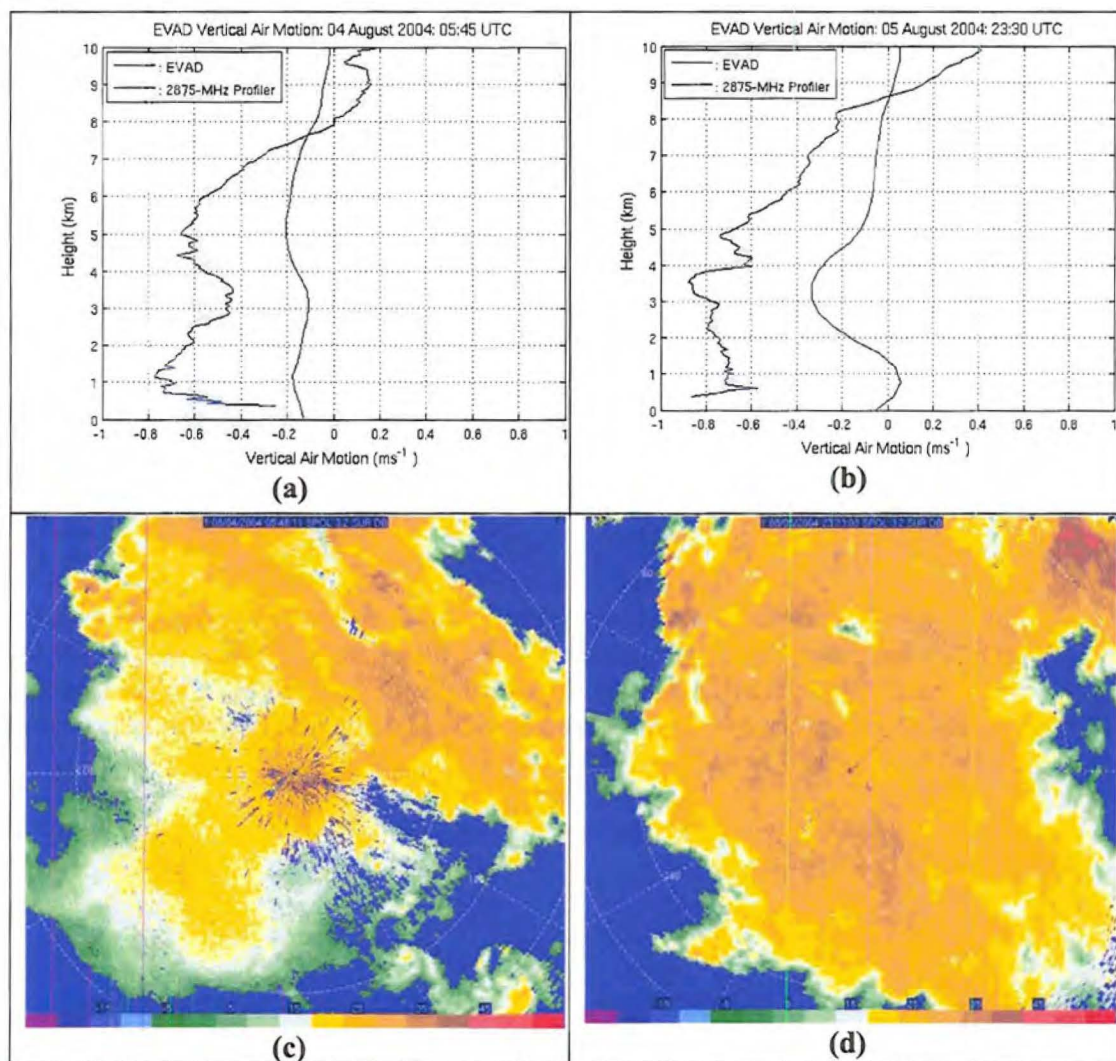 EVAD Vertical Air Motion: 04 August 2004: 05:45 UTC
: EVAD
: 2875-MHz Profiler
10
9
8
7
6
5
4
3
2
1
0
Height (km)
-1 -0.8 -0.6 -0.4 -0.2 0 0.2 0.4 0.6 0.8 1
Vertical Air Motion (ms-1)
(a)
EVAD Vertical Air Motion: 05 August 2004: 23:30 UTC
: EVAD
: 2875-MHz Profiler
10
9
8
7
6
5
4
3
2
1
0
Height (km)
-1 -0.8 -0.6 -0.4 -0.2 0 0.2 0.4 0.6 0.8 1
Vertical Air Motion (ms-1)
(b)
(c)
(d)